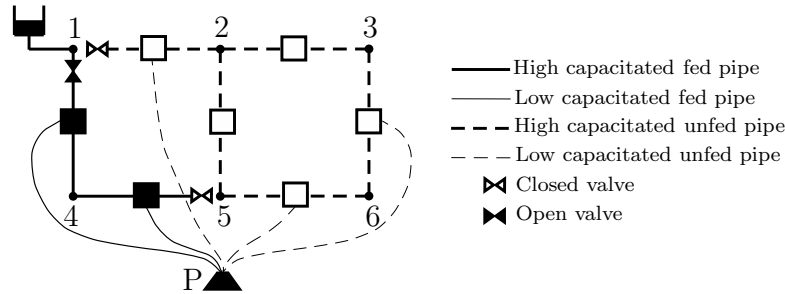 1 2 3
4 5 6
P
High capacitated fed pipe
Low capacitated fed pipe
High capacitated unfed pipe
Low capacitated unfed pipe
Closed valve
Open valve